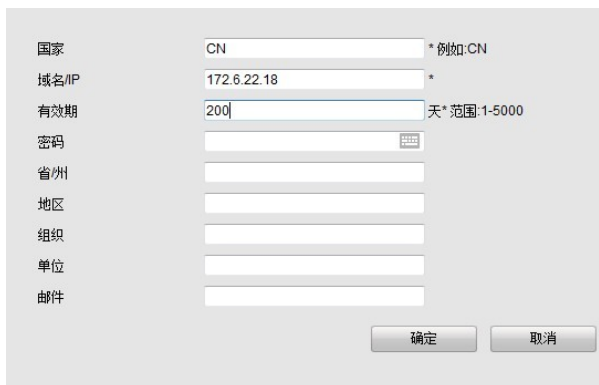 国家 CN *例如:CN
域名/IP 172.6.22.18 *
有效期 200 天*范围:1-5000
密码
省/州
地区
组织
单位
邮件
确定 取消